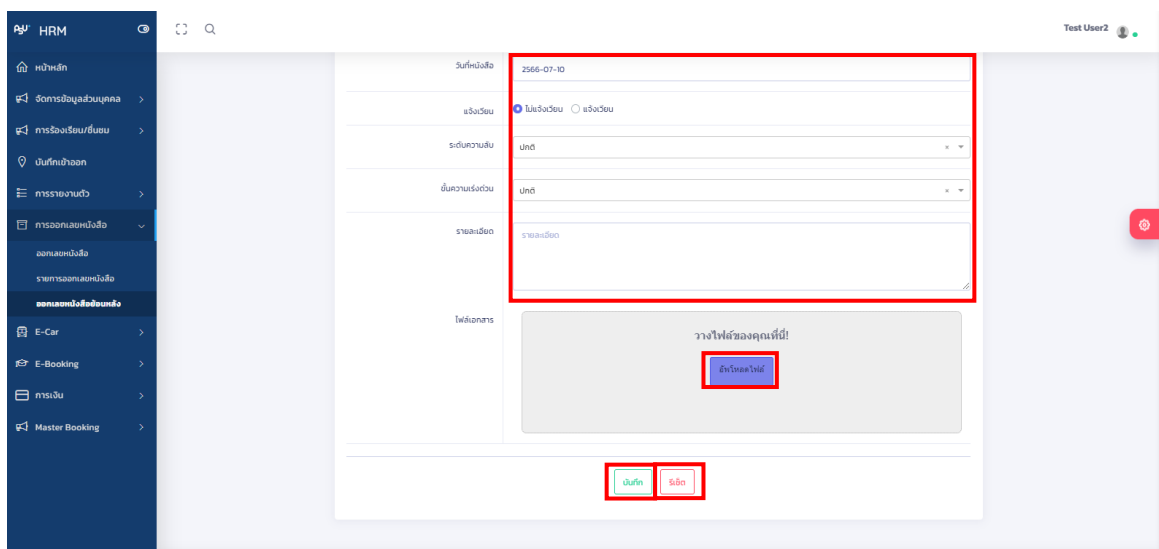 HRM
Test User2
หน้าหลัก
จัดการข้อมูลส่วนบุคคล
การร้องเรียน/ชื่นชม
บันทึกเข้าออก
การรายงานตัว
การออกเลขหนังสือ
ออกเลขหนังสือ
รายการออกเลขหนังสือ
ออกเลขหนังสือย้อนหลัง
E-Car
E-Booking
การเงิน
Master Booking
วันที่หนังสือ
2566-07-10
แจ้งเวียน
ไม่แจ้งเวียน แจ้งเวียน
ระดับความลับ
ปกติ
ชั้นความเร่งด่วน
ปกติ
รายละเอียด
รายละเอียด
ไฟล์เอกสาร
วางไฟล์ของคุณที่นี่!
อัพโหลดไฟล์
บันทึก
รีเซ็ต